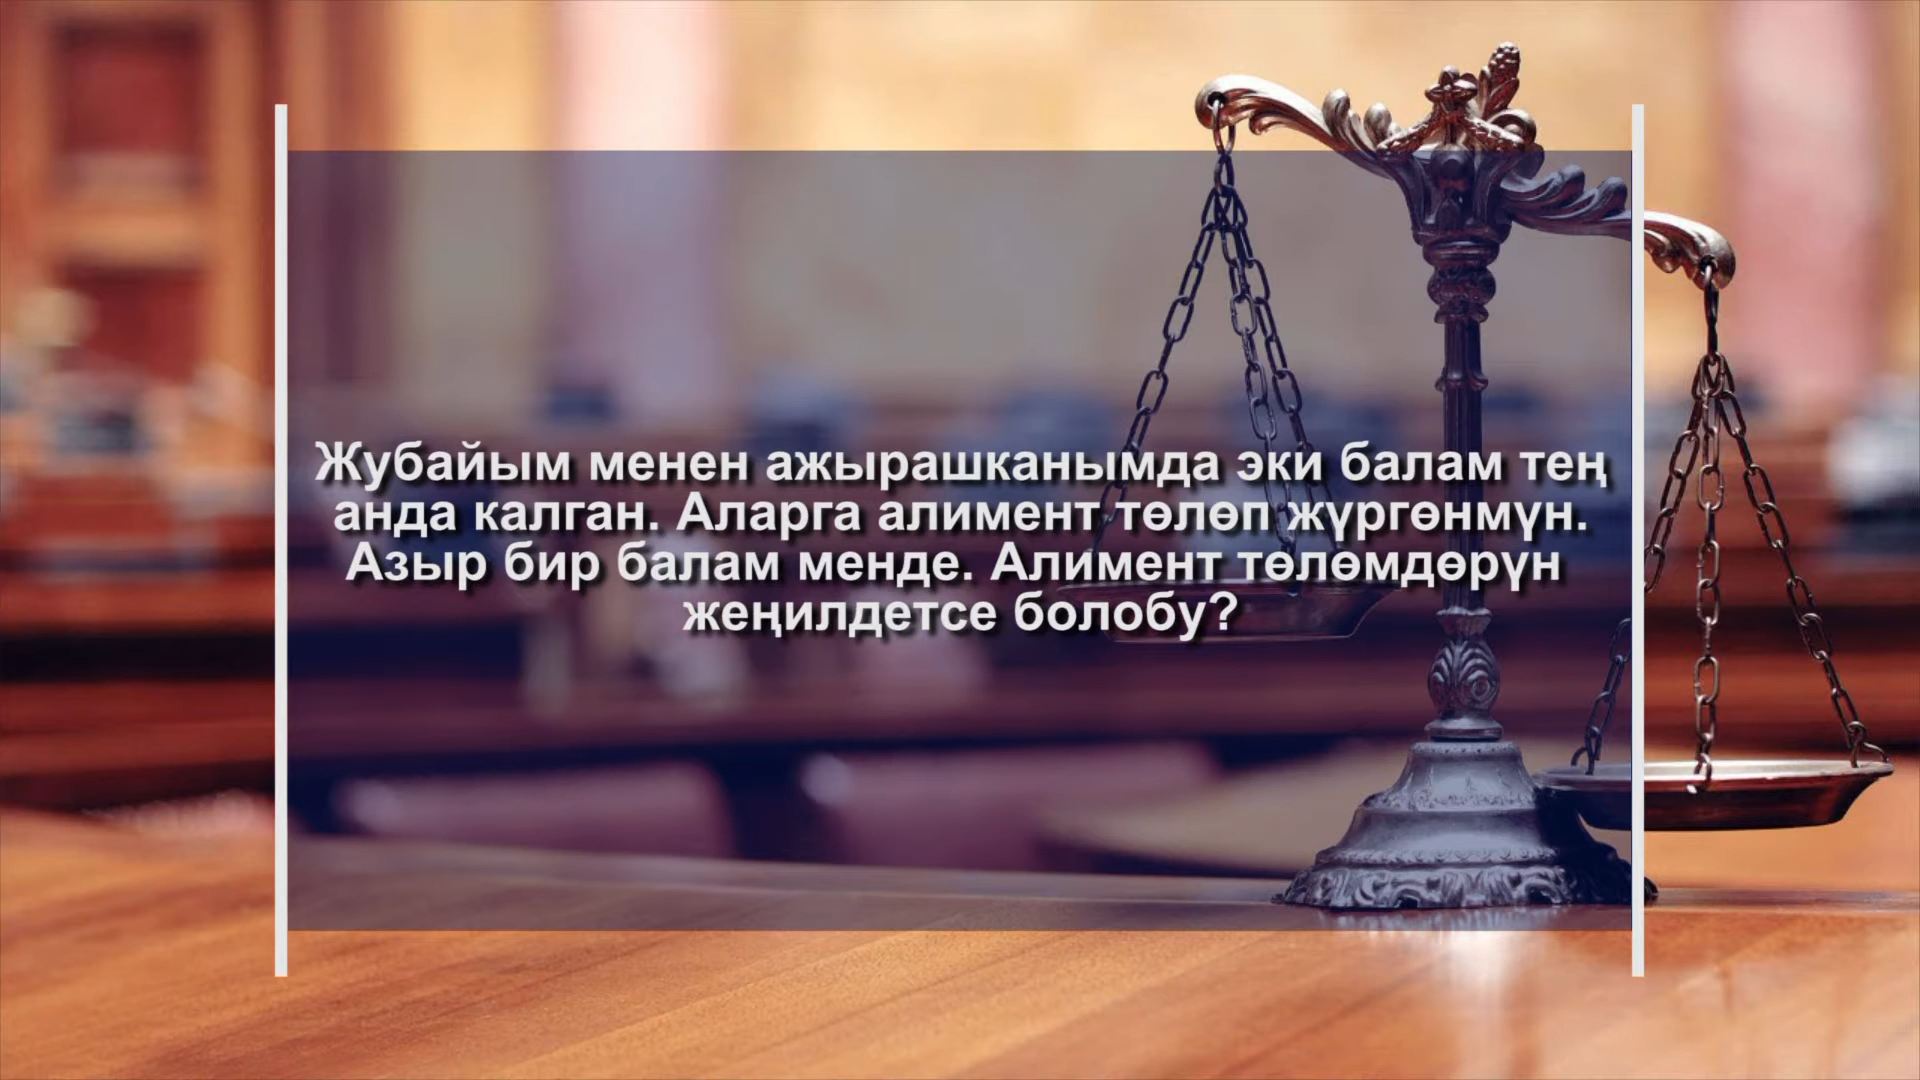 Жубайым менен ажырашканымда эки балам тең
анда калган. Аларга алимент төлөп жүргөнмүн.
Азыр бир балам менде. Алимент төлөмдөрүн
жеңилдетсе болобу?